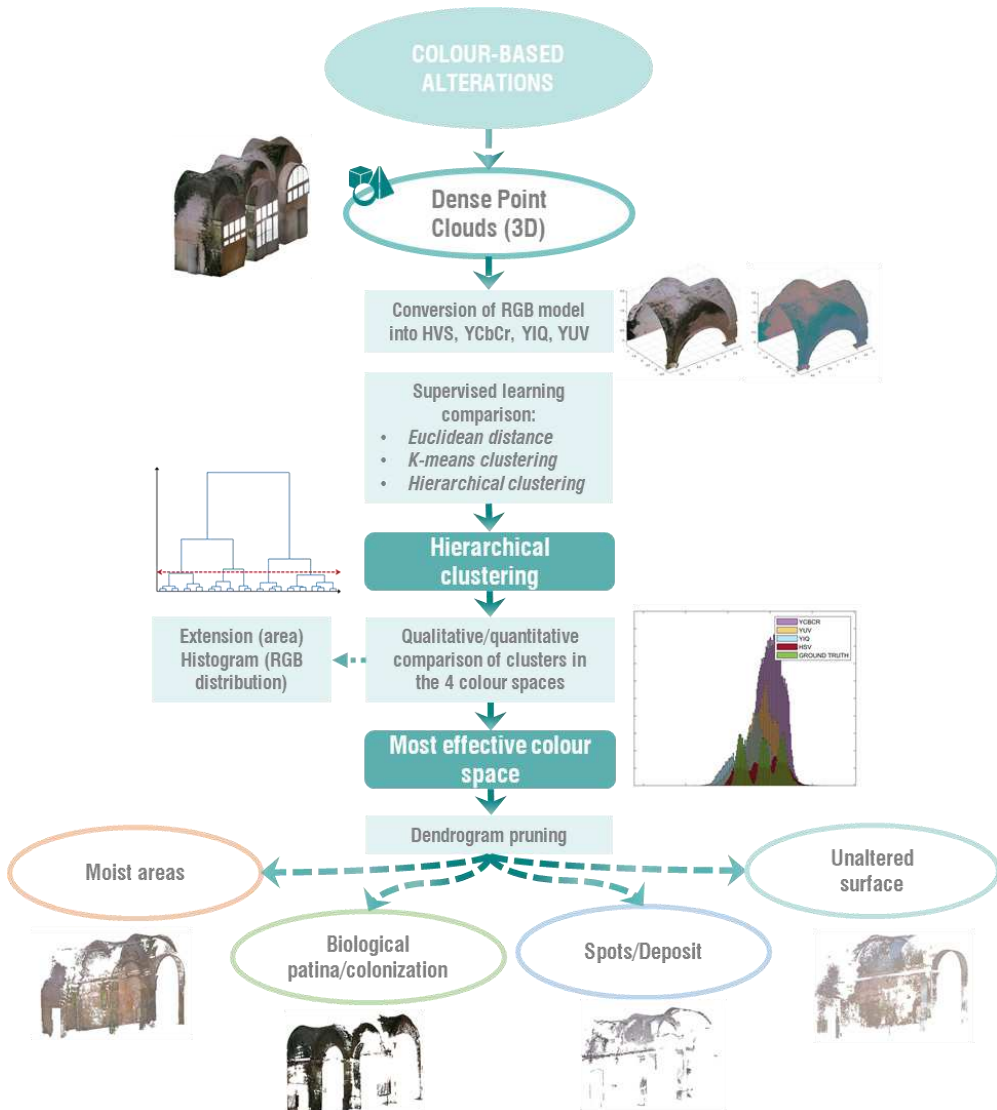 COLOUR-BASED
ALTERATIONS
Dense Point
Clouds (3D)
Conversion of RGB model
into HVS, YCbCr, YIQ, YUV
Supervised learning
comparison:
• Euclidean distance
• K-means clustering
• Hierarchical clustering
Hierarchical
clustering
Extension (area)
Histogram (RGB
distribution)
Qualitative/quantitative
comparison of clusters in
the 4 colour spaces
YCBCR
YUV
YIQ
HSV
GROUND TRUTH
Most effective colour
space
Dendrogram pruning
Moist areas
Biological
patina/colonization
Spots/Deposit
Unaltered
surface